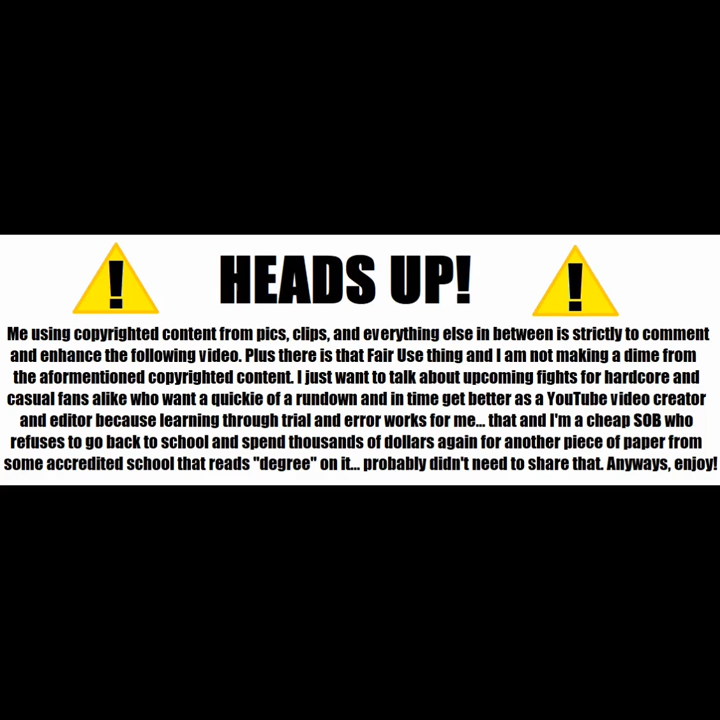 HEADS UP!
Me using copyrighted content from pics, clips, and everything else in between is strictly to comment
and enhance the following video. Plus there is that Fair Use thing and I am not making a dime from
the aformentioned copyrighted content. I just want to talk about upcoming fights for hardcore and
casual fans alike who want a quickie of a rundown and in time get better as a YouTube video creator
and editor because learning through trial and error works for me... that and I'm a cheap SOB who
refuses to go back to school and spend thousands of dollars again for another piece of paper from
some accredited school that reads "degree" on it... probably didn't need to share that. Anyways, enjoy!